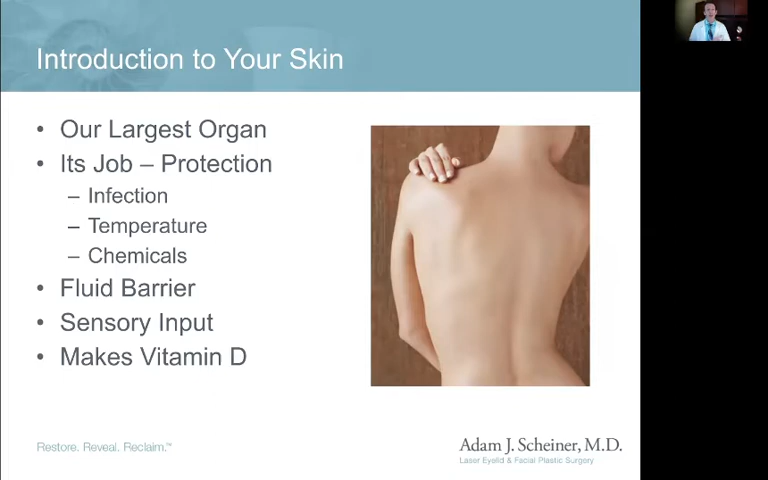 Introduction to Your Skin
• Our Largest Organ
• Its Job – Protection
– Infection
– Temperature
– Chemicals
• Fluid Barrier
• Sensory Input
• Makes Vitamin D
Restore. Reveal. Reclaim.™
Adam J. Scheiner, M.D.
Laser Eyelid & Facial Plastic Surgery